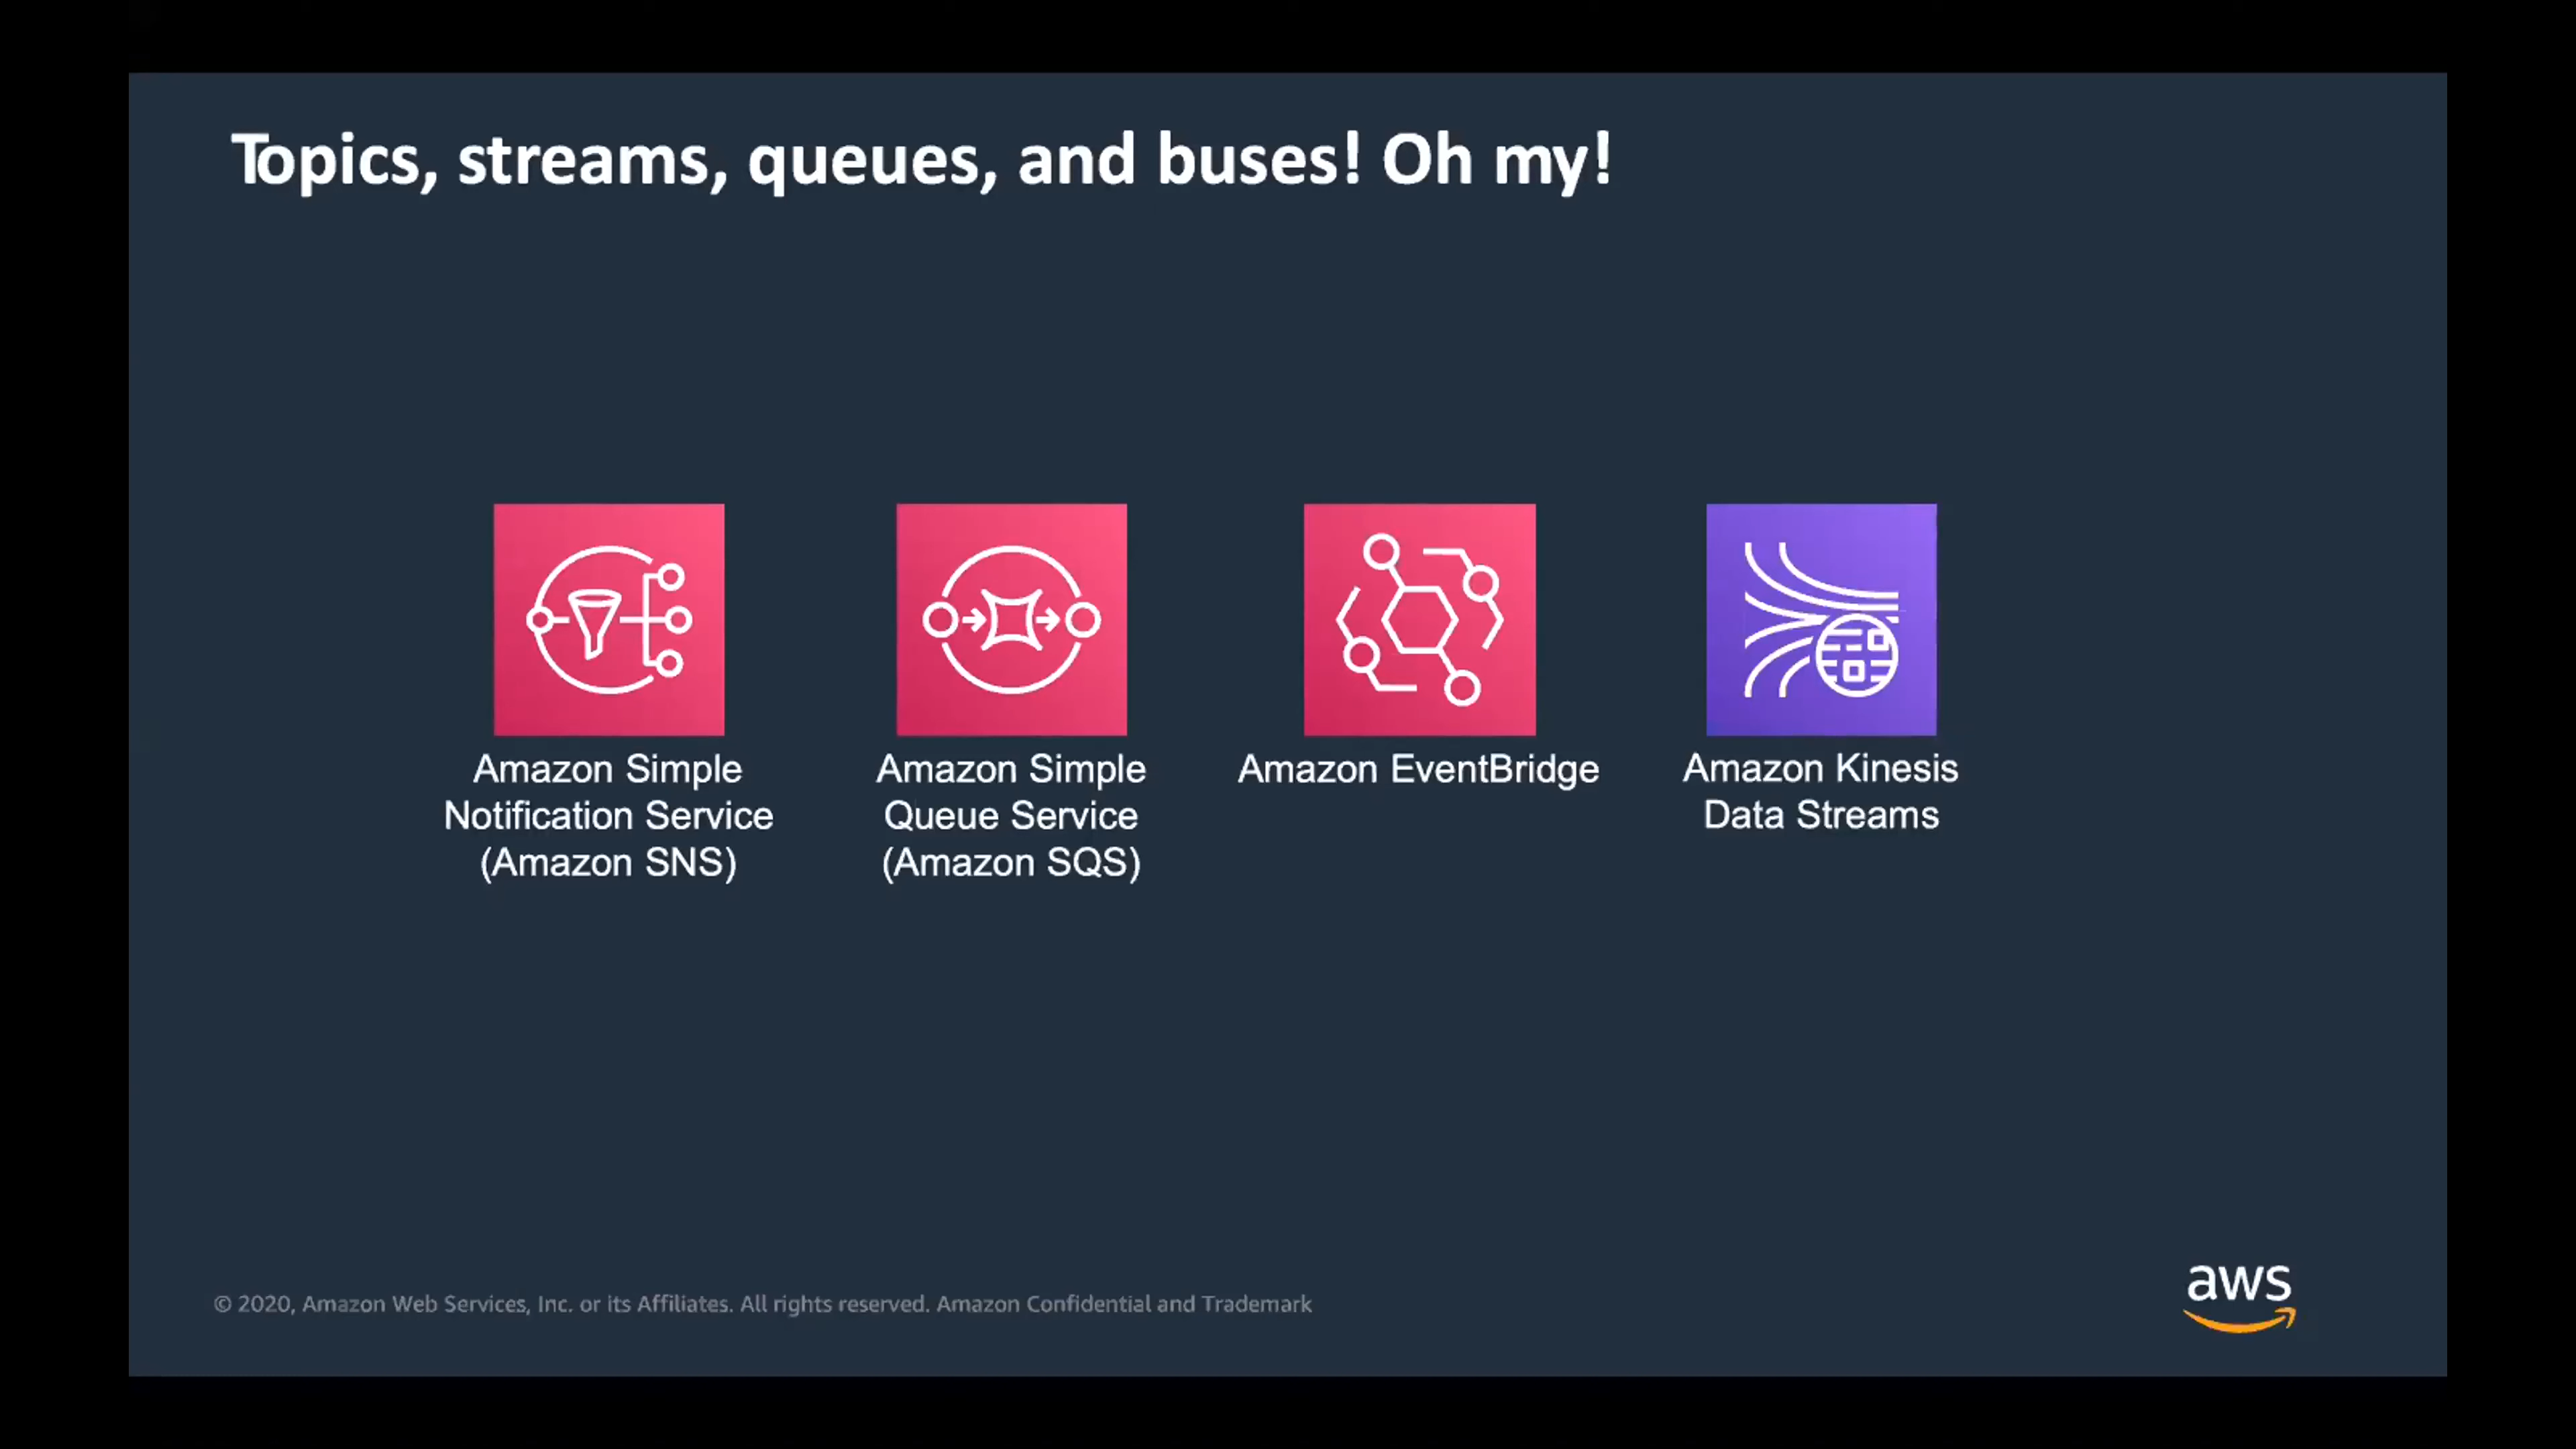 Topics, streams, queues, and buses! Oh my!
Amazon Simple
Notification Service
(Amazon SNS)
Amazon Simple
Queue Service
(Amazon SQS)
Amazon EventBridge
Amazon Kinesis
Data Streams
© 2020, Amazon Web Services, Inc. or its Affiliates. All rights reserved. Amazon Confidential and Trademark
aws